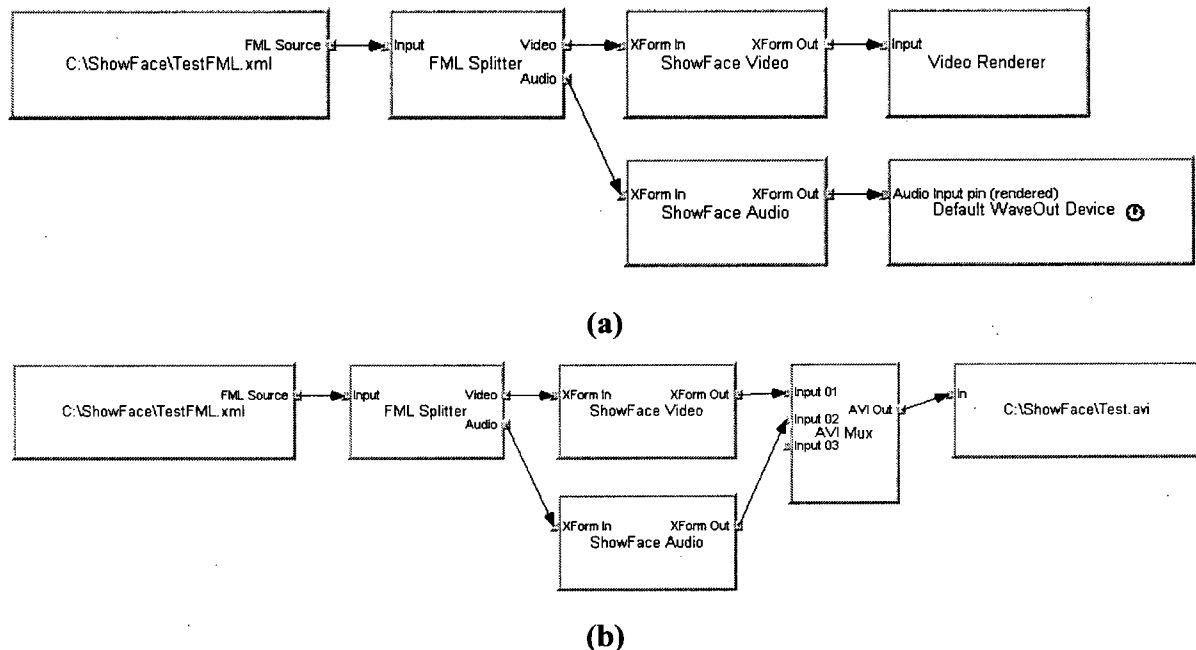 FML Source
C:\ShowFace\TestFML.xml
Input
Video
FML Splitter
Audio
XForm In
XForm Out
ShowFace Video
Input
Video Renderer
XForm In
XForm Out
ShowFace Audio
Audio Input pin (rendered)
Default WaveOut Device
(a)
FML Source
C:\ShowFace\TestFML.xml
Input
Video
FML Splitter
Audio
XForm In
XForm Out
ShowFace Video
Input 01
AVI Out
Input 02
AVI Mux
Input 03
In
C:\ShowFace\Test.avi
XForm In
XForm Out
ShowFace Audio
(b)